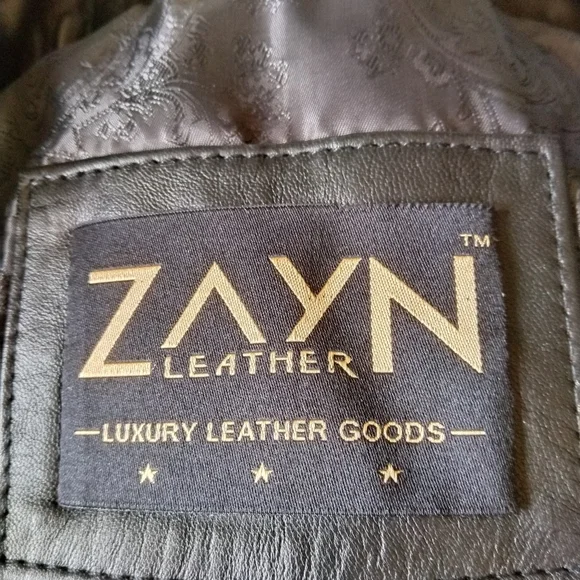 ZAYN™
LEATHER
—LUXURY LEATHER GOODS—